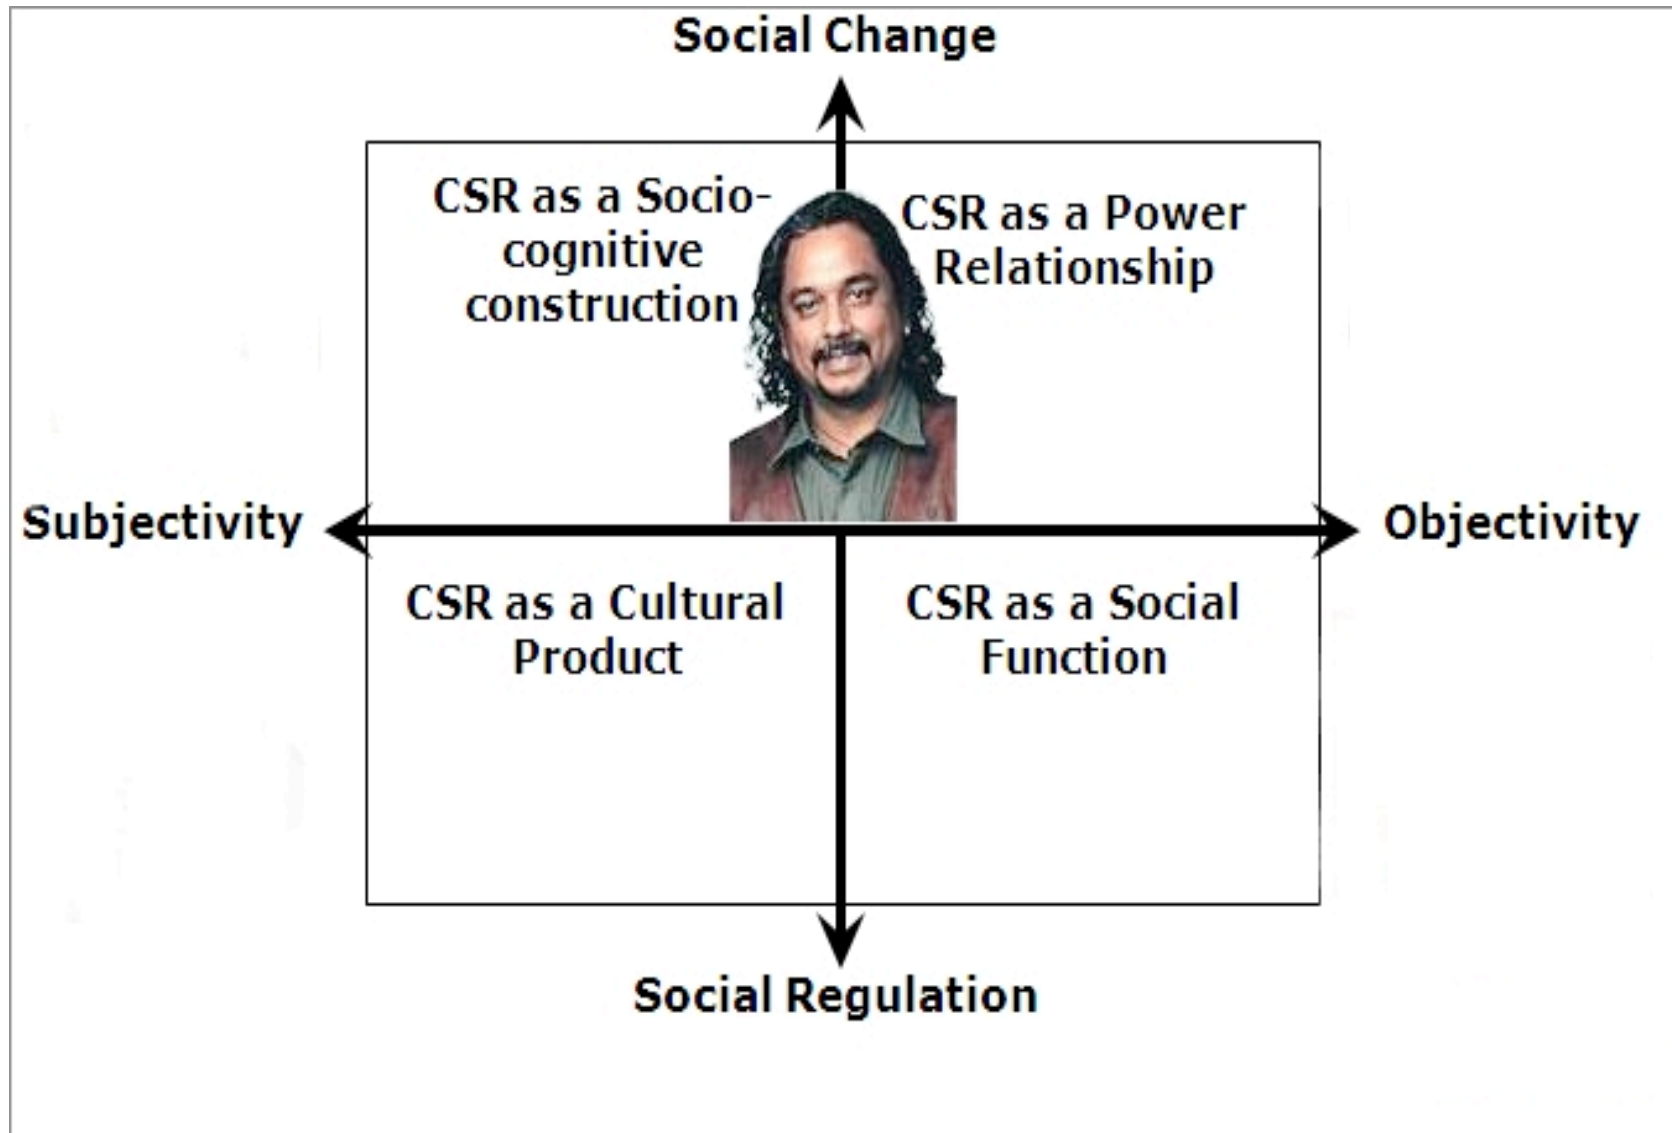 Social Change
CSR as a Socio-
cognitive
construction
CSR as a Power
Relationship
Subjectivity
Objectivity
CSR as a Cultural
Product
CSR as a Social
Function
Social Regulation